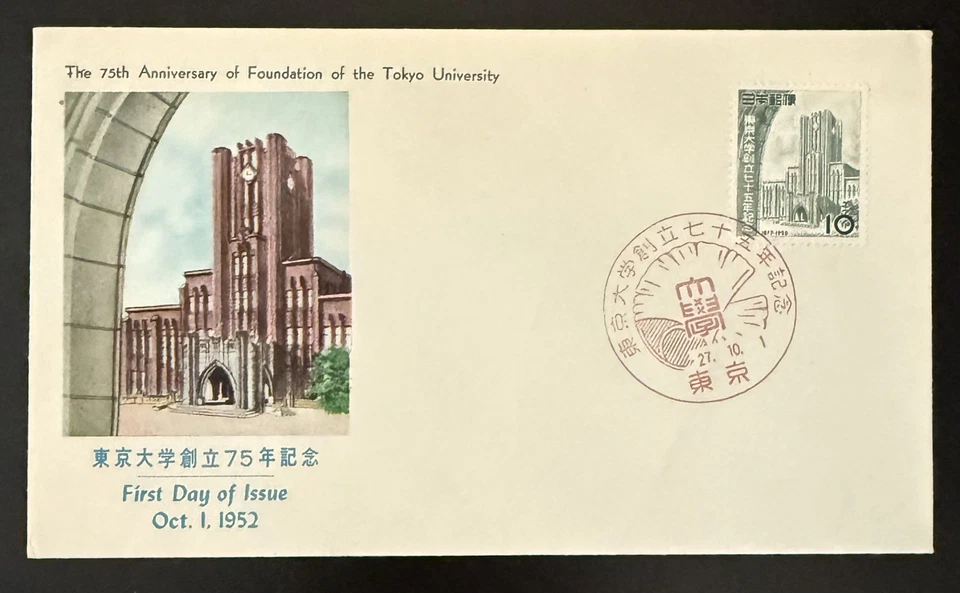 The 75th Anniversary of Foundation of the Tokyo University
日本郵便
東京大学創立七十五年記念
10
1877-1952
東京大学創立七十五年記念
大學
27. 10. 1
東京
東京大学創立75年記念
First Day of Issue
Oct. 1, 1952